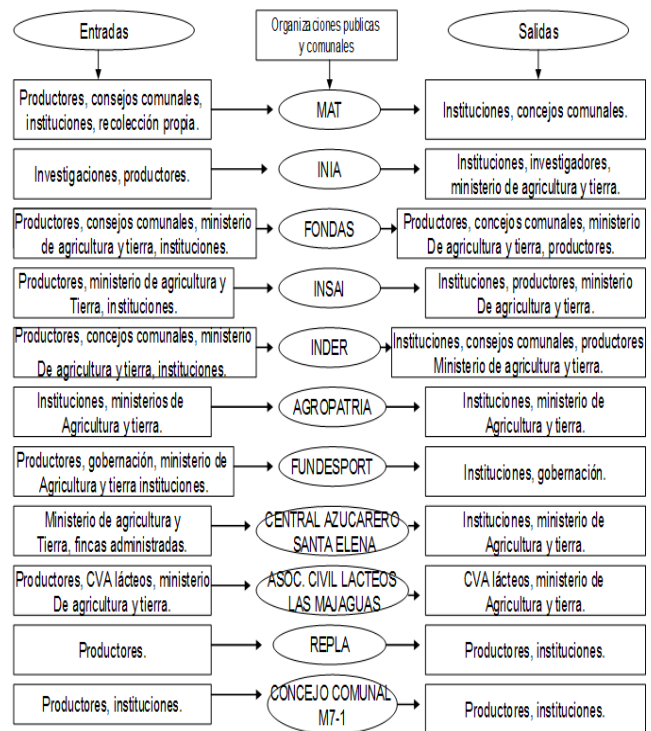 Entradas
Organizaciones publicas
y comunales
Salidas
Productores, consejos comunales,
instituciones, recolección propia.
MAT
Instituciones, concejos comunales.
Investigaciones, productores.
INIA
Instituciones, investigadores,
ministerio de agricultura y tierra.
Productores, consejos comunales, ministerio
de agricultura y tierra, instituciones.
FONDAS
Productores, concejos comunales, ministerio
De agricultura y tierra, productores.
Productores, ministerio de agricultura y
Tierra, instituciones.
INSAI
Instituciones, productores, ministerio
De agricultura y tierra.
Productores, concejos comunales, ministerio
De agricultura y tierra, instituciones.
INDER
Instituciones, consejos comunales, productores
Ministerio de agricultura y tierra.
Instituciones, ministerios de
Agricultura y tierra.
AGROPATRIA
Instituciones, ministerio de
Agricultura y tierra.
Productores, gobernación, ministerio de
Agricultura y tierra instituciones.
FUNDESPORT
Instituciones, gobernación.
Ministerio de agricultura y
Tierra, fincas administradas.
CENTRAL AZUCARERO
SANTA ELENA
Instituciones, ministerio de
Agricultura y tierra.
Productores, CVA lácteos, ministerio
De agricultura y tierra.
ASOC. CIVIL LACTEOS
LAS MAJAGUAS
CVA lácteos, ministerio de
Agricultura y tierra.
Productores.
REPLA
Productores, instituciones.
Productores, instituciones.
CONCEJO COMUNAL
M7-1
Productores, instituciones.